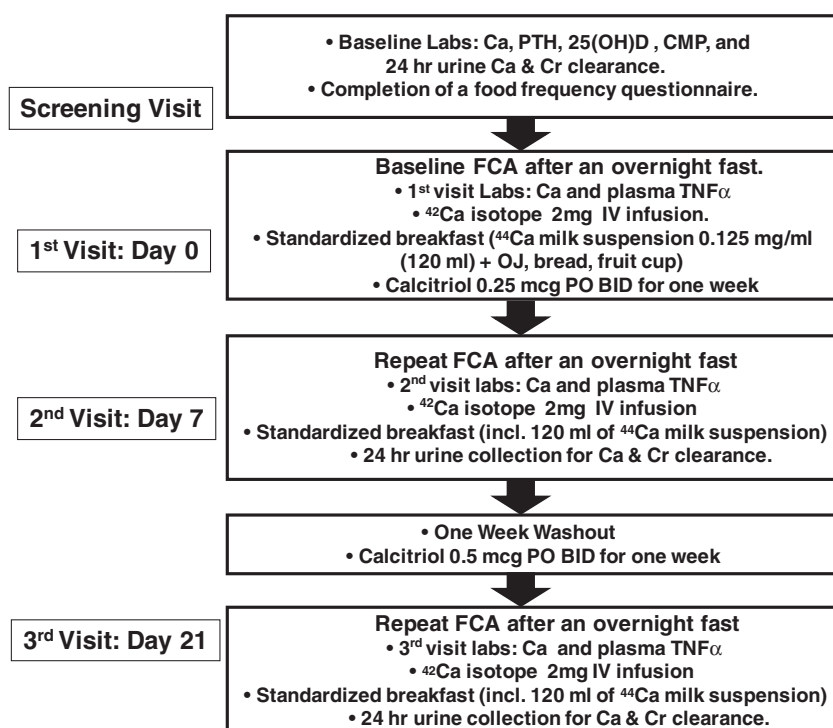 • Baseline Labs: Ca, PTH, 25(OH)D , CMP, and
24 hr urine Ca & Cr clearance.
• Completion of a food frequency questionnaire.
Screening Visit
Baseline FCA after an overnight fast.
• 1st visit Labs: Ca and plasma TNFα
• 42Ca isotope 2mg IV infusion.
• Standardized breakfast (44Ca milk suspension 0.125 mg/ml
(120 ml) + OJ, bread, fruit cup)
• Calcitriol 0.25 mcg PO BID for one week
1st Visit: Day 0
Repeat FCA after an overnight fast
• 2nd visit labs: Ca and plasma TNFα
• 42Ca isotope 2mg IV infusion
• Standardized breakfast (incl. 120 ml of 44Ca milk suspension)
• 24 hr urine collection for Ca & Cr clearance.
2nd Visit: Day 7
• One Week Washout
• Calcitriol 0.5 mcg PO BID for one week
Repeat FCA after an overnight fast
• 3rd visit labs: Ca and plasma TNFα
• 42Ca isotope 2mg IV infusion
• Standardized breakfast (incl. 120 ml of 44Ca milk suspension)
• 24 hr urine collection for Ca & Cr clearance.
3rd Visit: Day 21